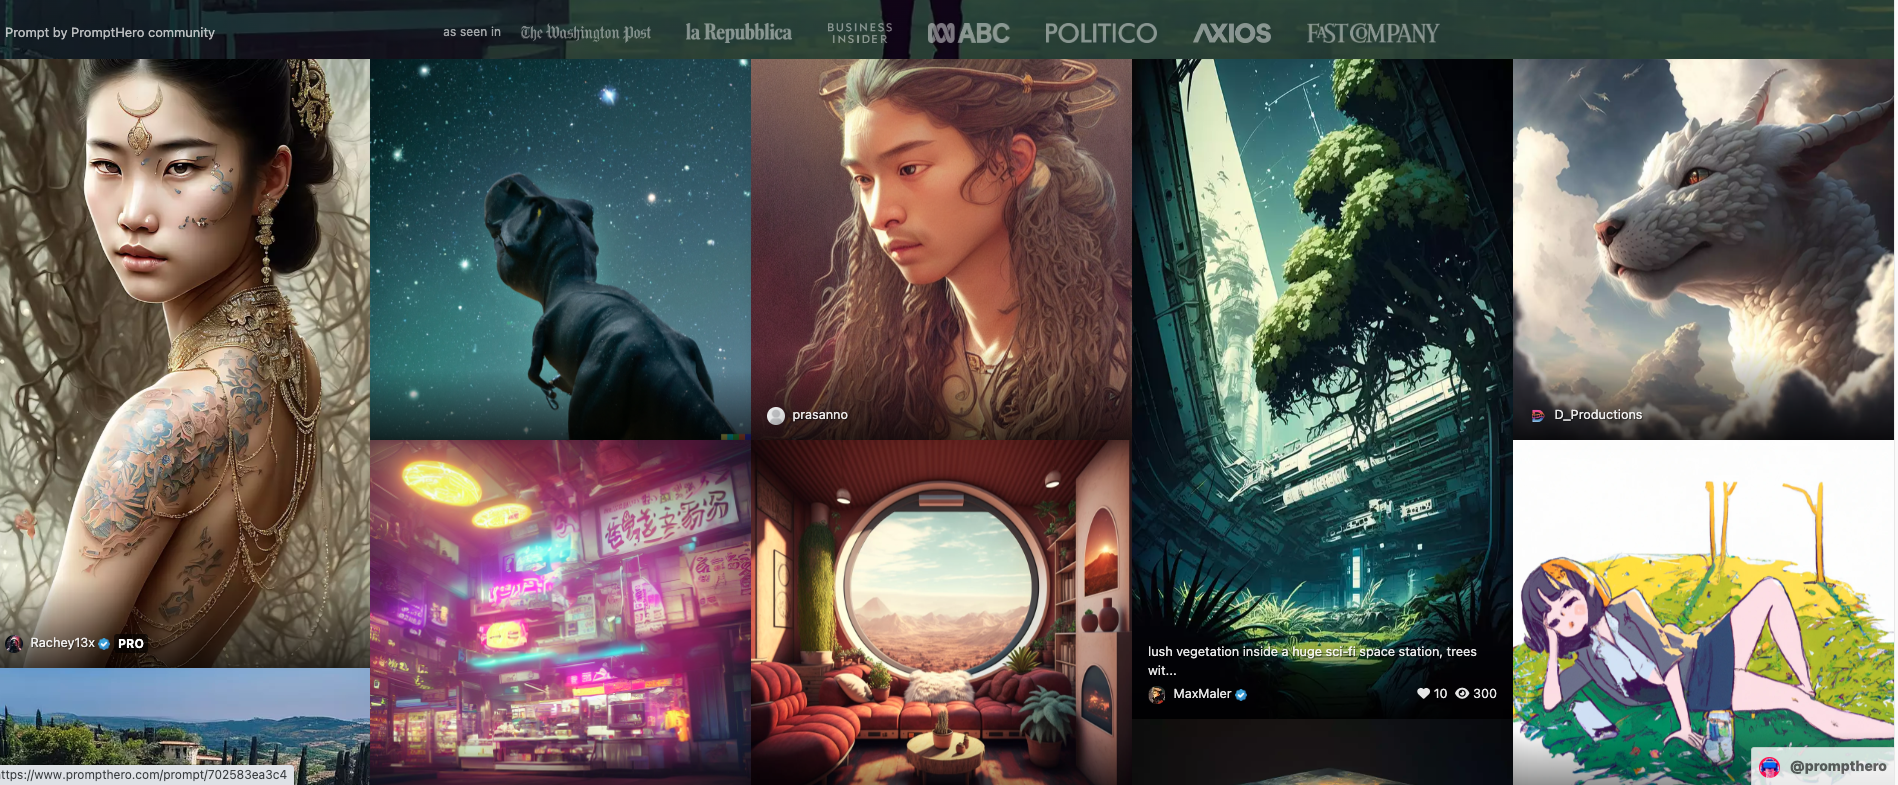 Prompt by PromptHero community
as seen in
The Washington Post
la Repubblica
BUSINESS
INSIDER
ABC
POLITICO
AXIOS
FAST COMPANY
prasanno
D_Productions
Rachey13x PRO
lush vegetation inside a huge sci-fi space station, trees
wit...
MaxMaler 10 300
ttps://www.prompthero.com/prompt/702583ea3c4
@prompthero